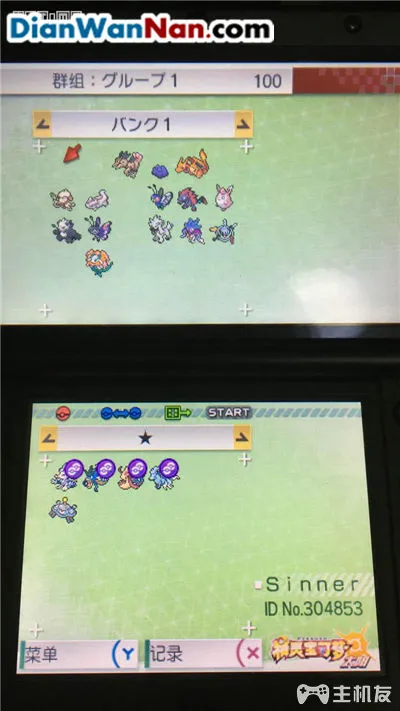 DianWanNan.com
群组：グループ1 100
バンク1
START
★
Sinner
ID No.304853
菜单 Y 记录 X
主机友